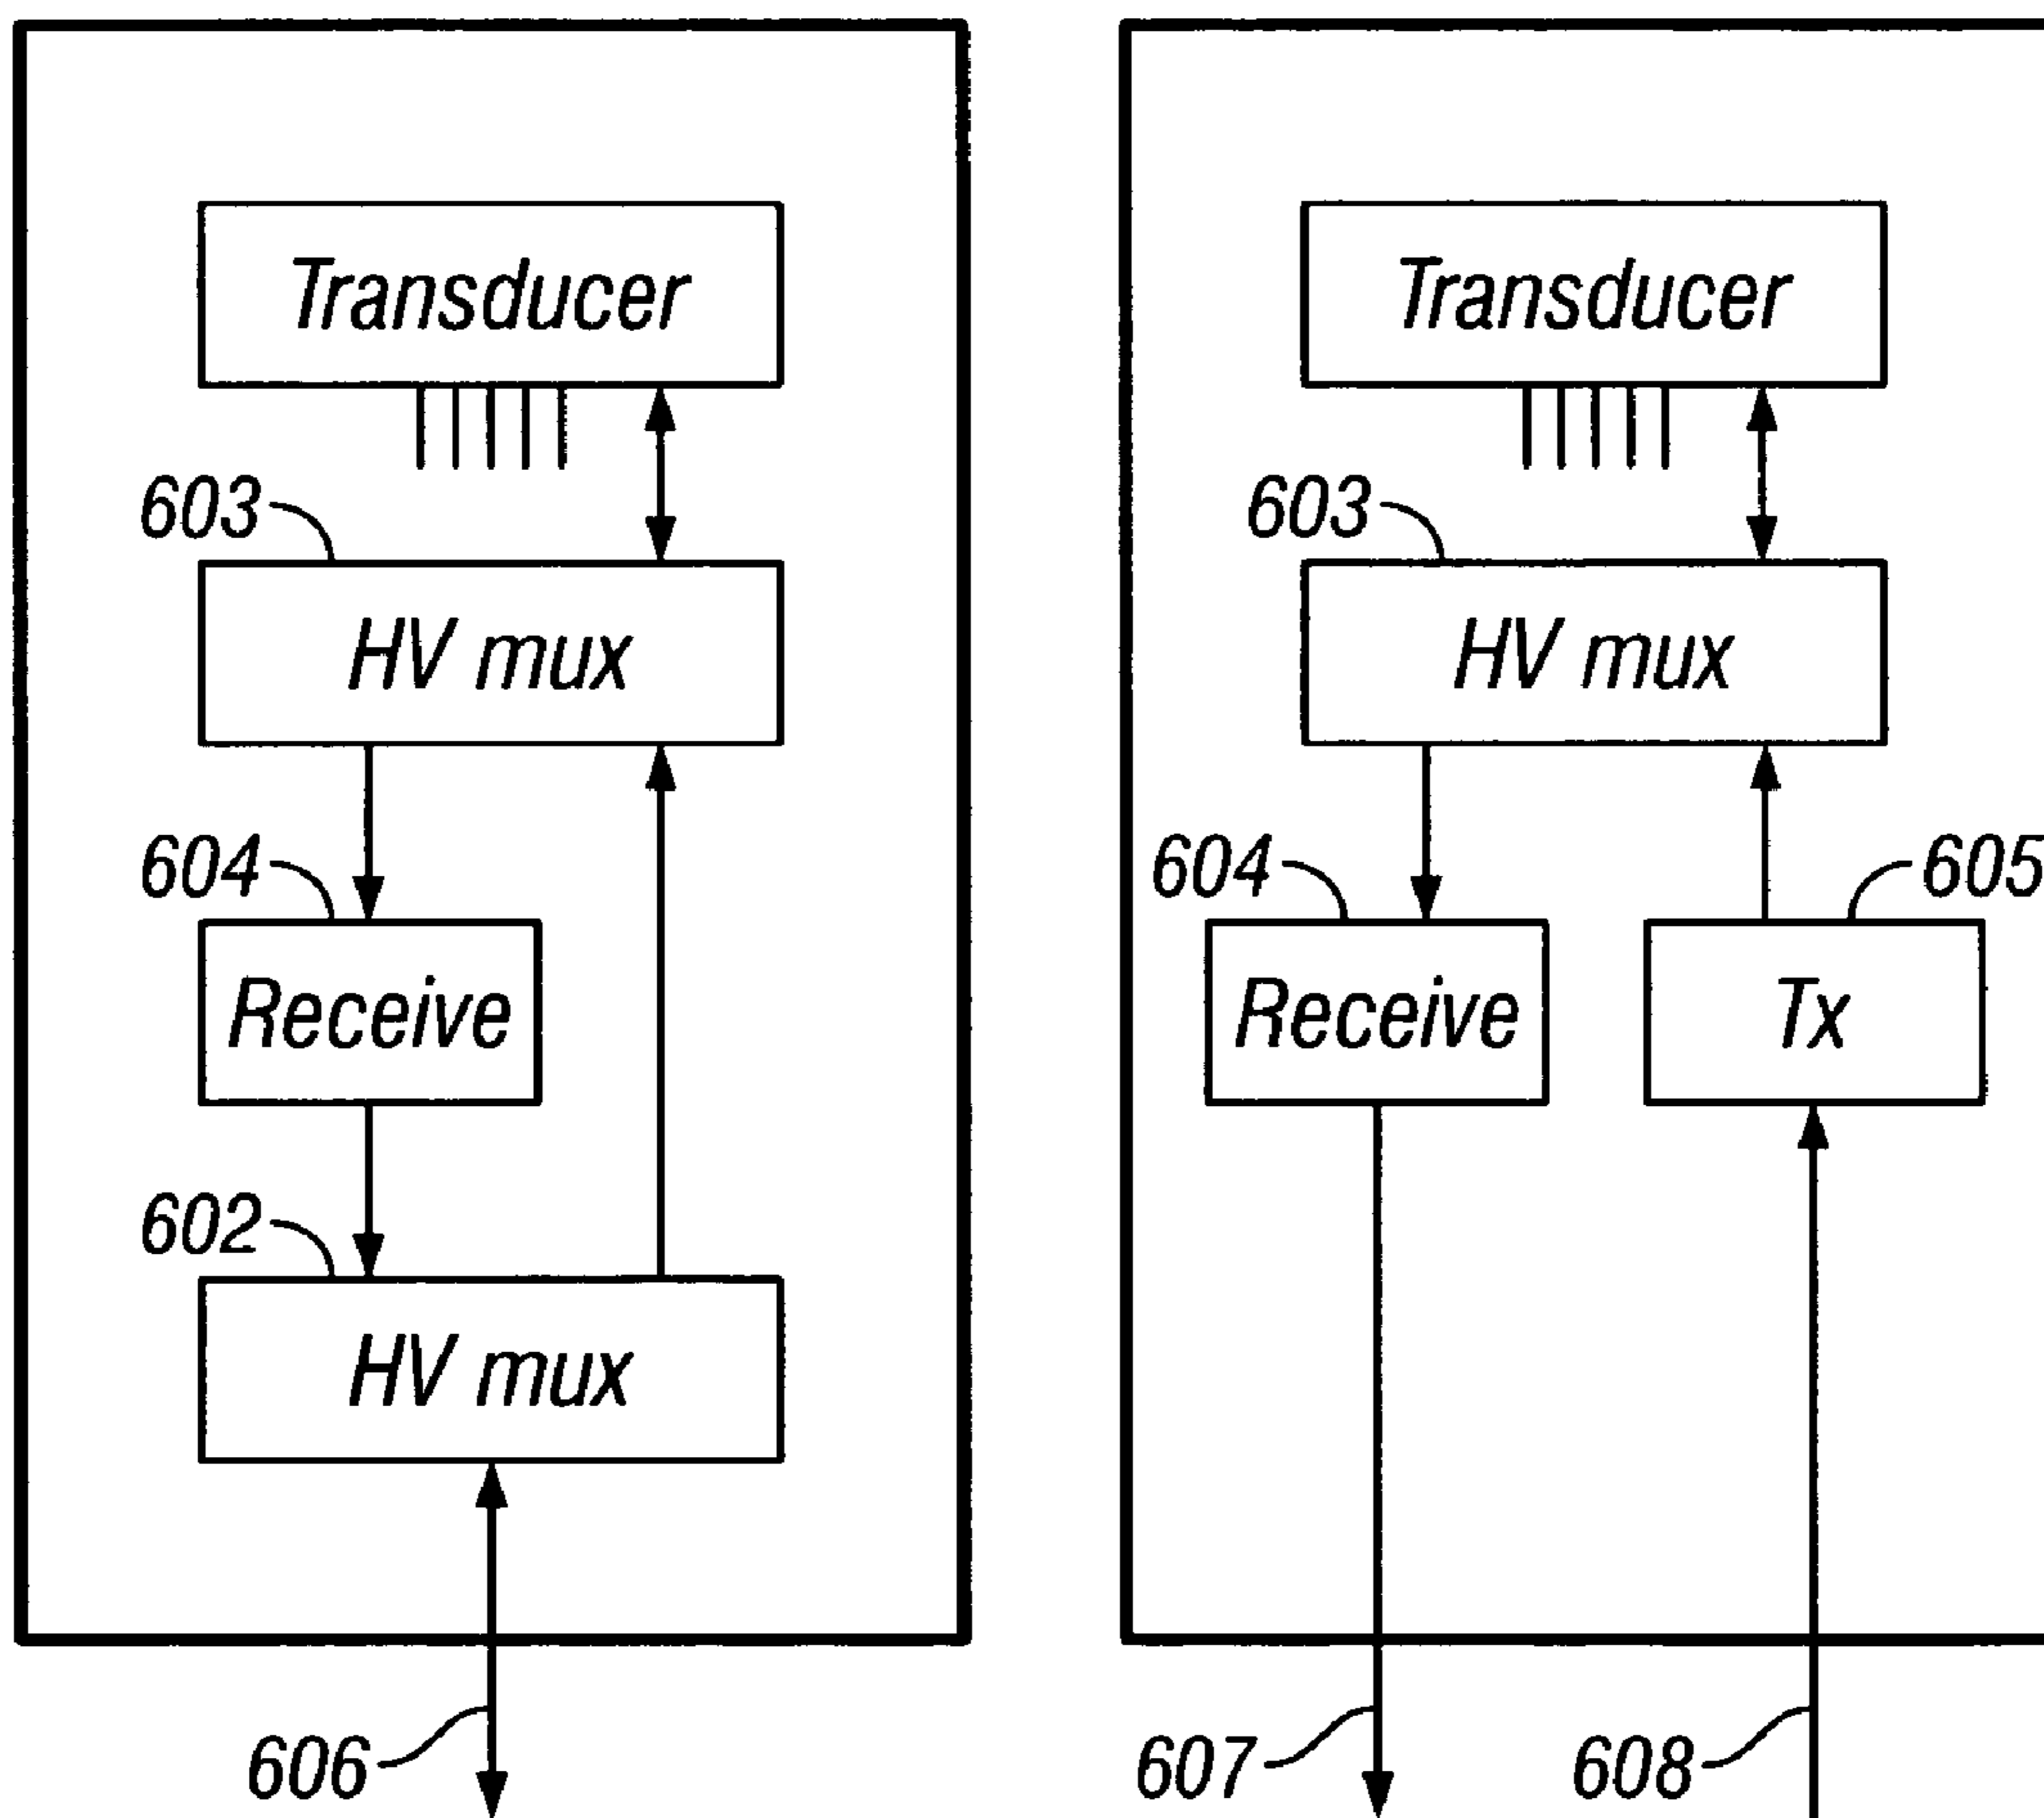 Transducer
603
HV mux
604
Receive
602
HV mux
606
Transducer
603
HV mux
604
605
Receive
Tx
607
608